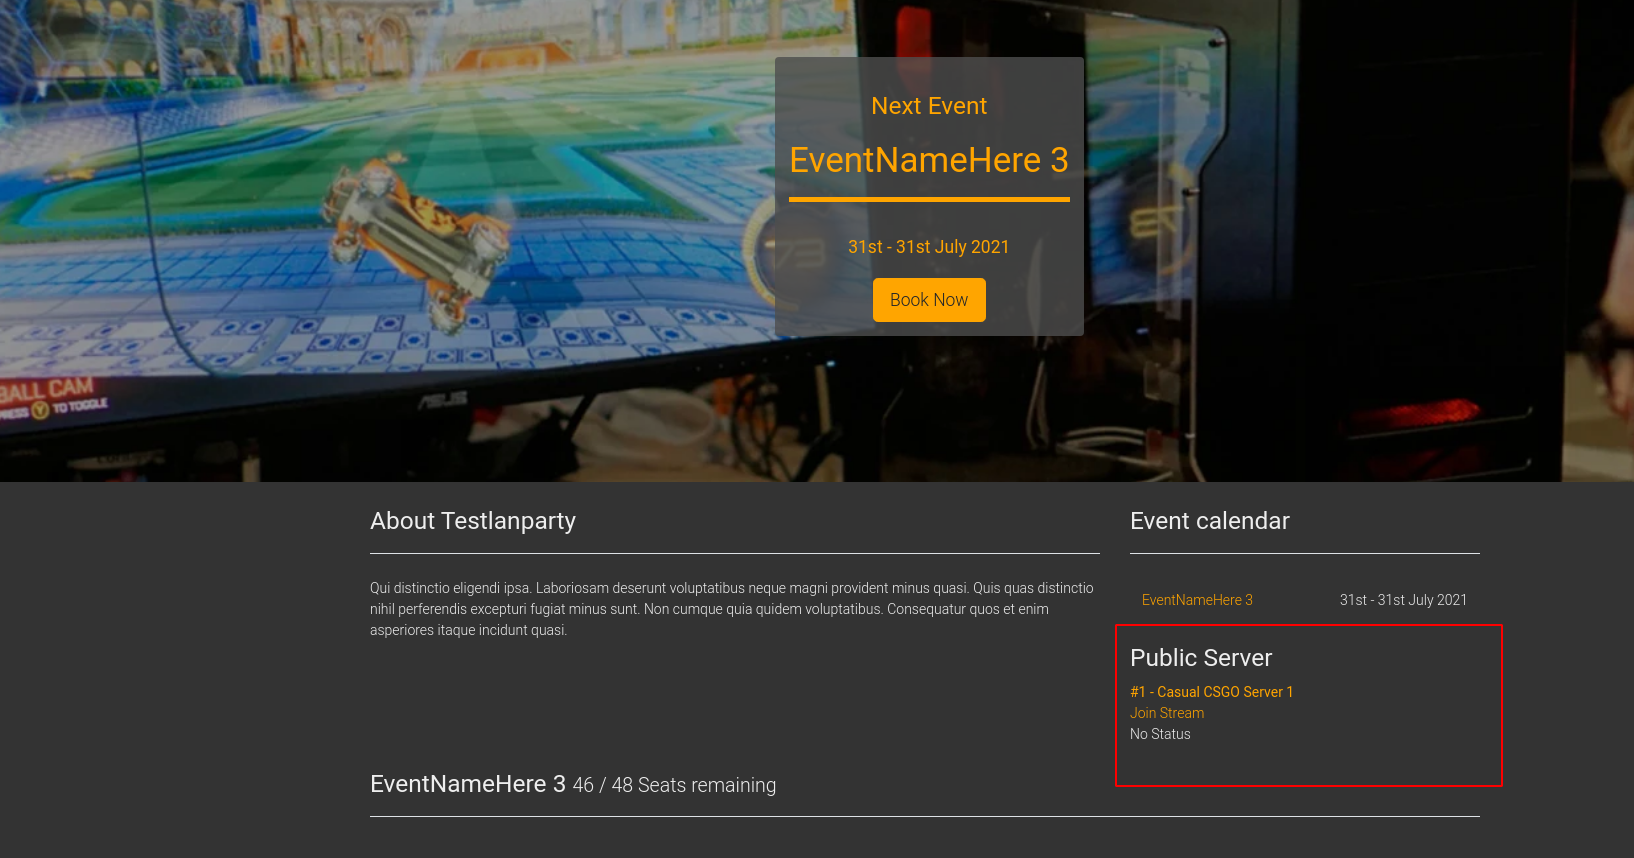 Next Event
EventNameHere 3
31st - 31st July 2021
Book Now
BALL CAM
PRESS Y TO TOGGLE
ASUS
About Testlanparty
Qui distinctio eligendi ipsa. Laboriosam deserunt voluptatibus neque magni provident minus quasi. Quis quas distinctio
nihil perferendis excepturi fugiat minus sunt. Non cumque quia quidem voluptatibus. Consequatur quos et enim
asperiores itaque incidunt quasi.
Event calendar
EventNameHere 3 31st - 31st July 2021
Public Server
#1 - Casual CSGO Server 1
Join Stream
No Status
EventNameHere 3 46 / 48 Seats remaining